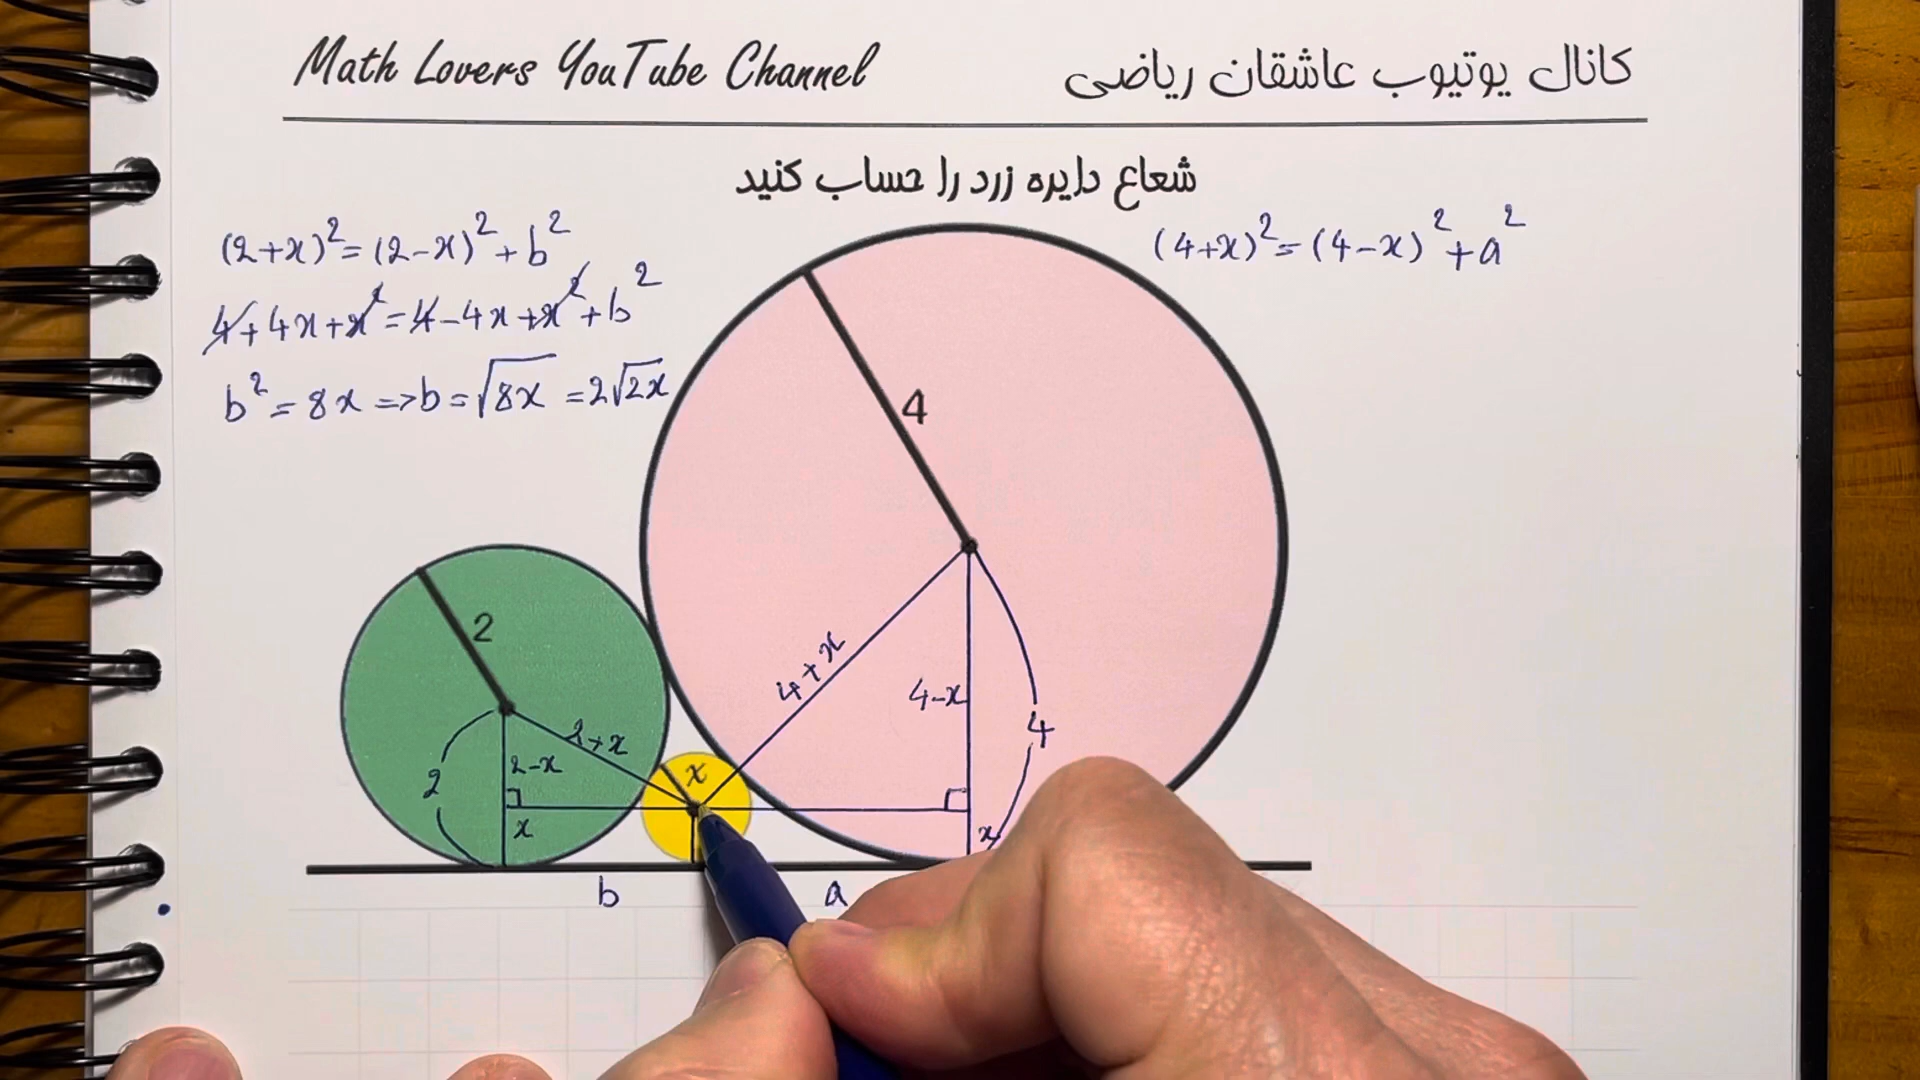 Math Lovers YouTube Channel
کانال یوتیوب عاشقان ریاضی
شعاع دایره زرد را حساب کنید
(2+x)²=(2-x)²+b²
4+4x+x²=4-4x+x²+b²
b²=8x=>b=√8x=2√2x
(4+x)²=(4-x)²+a²
4
2
4+x
4-x
4
2+x
2-x
2
x
x
x
b
a